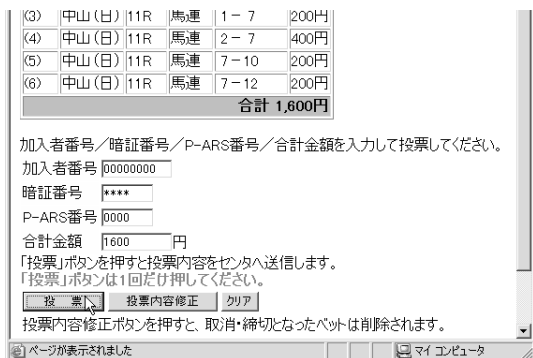 (3) 中山(日) 11R 馬連 1－7 200円
(4) 中山(日) 11R 馬連 2－7 400円
(5) 中山(日) 11R 馬連 7－10 200円
(6) 中山(日) 11R 馬連 7－12 200円
合計 1,600円
加入者番号／暗証番号／P-ARS番号／合計金額を入力して投票してください。
加入者番号 00000000
暗証番号 ****
P-ARS番号 0000
合計金額 1600 円
「投票」ボタンを押すと投票内容をセンタへ送信します。
「投票」ボタンは1回だけ押してください。
投 票 投票内容修正 クリア
投票内容修正ボタンを押すと、取消・締切となったベットは削除されます。
ページが表示されました マイ コンピュータ